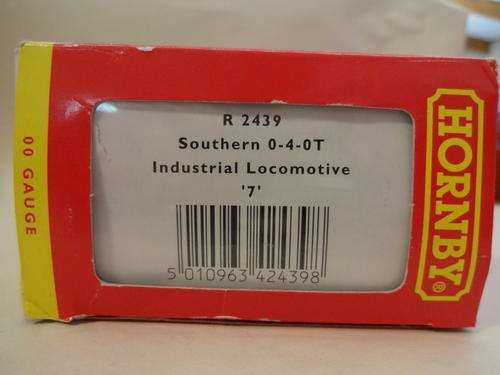 00 GAUGE
R 2439
Southern 0-4-0T
Industrial Locomotive
'7'
5 010963 424398
HORNBY®